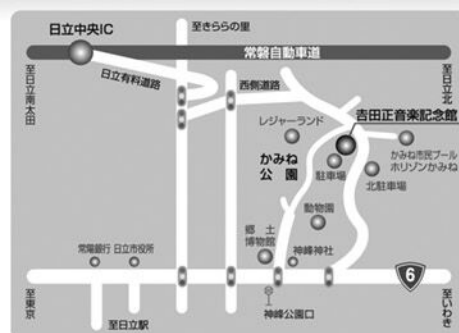 日立中央IC
至きららの里
常磐自動車道
至日立南太田
日立有料道路
西側道路
至日立北
レジャーランド
吉田正音楽記念館
かみね
公園
駐車場
かみね市民プール
ホリゾンかみね
北駐車場
動物園
郷土
博物館
神峰神社
常陽銀行
日立市役所
6
至東京
至日立駅
神峰公園口
至いわき